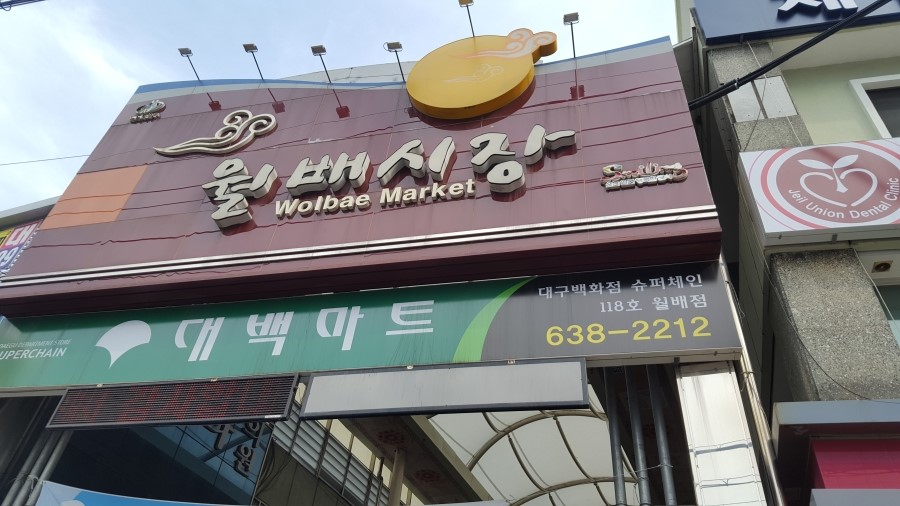 월배시장
Wolbae Market
SUPERCHAIN
대백마트
대구백화점 슈퍼체인
118호 월배점
638-2212
Jeil Union Dental Clinic